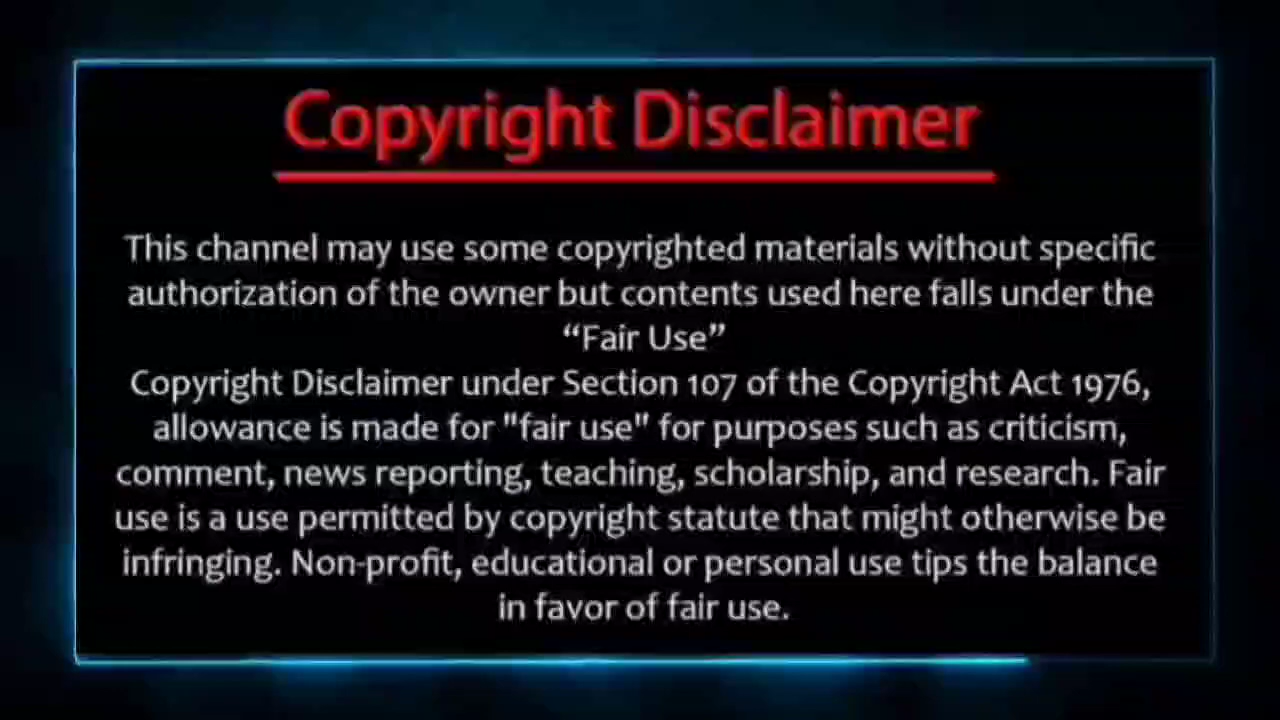 Copyright Disclaimer
This channel may use some copyrighted materials without specific
authorization of the owner but contents used here falls under the
“Fair Use”
Copyright Disclaimer under Section 107 of the Copyright Act 1976,
allowance is made for "fair use" for purposes such as criticism,
comment, news reporting, teaching, scholarship, and research. Fair
use is a use permitted by copyright statute that might otherwise be
infringing. Non-profit, educational or personal use tips the balance
in favor of fair use.